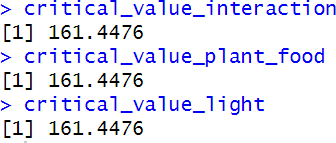 > critical_value_interaction
[1] 161.4476
> critical_value_plant_food
[1] 161.4476
> critical_value_light
[1] 161.4476